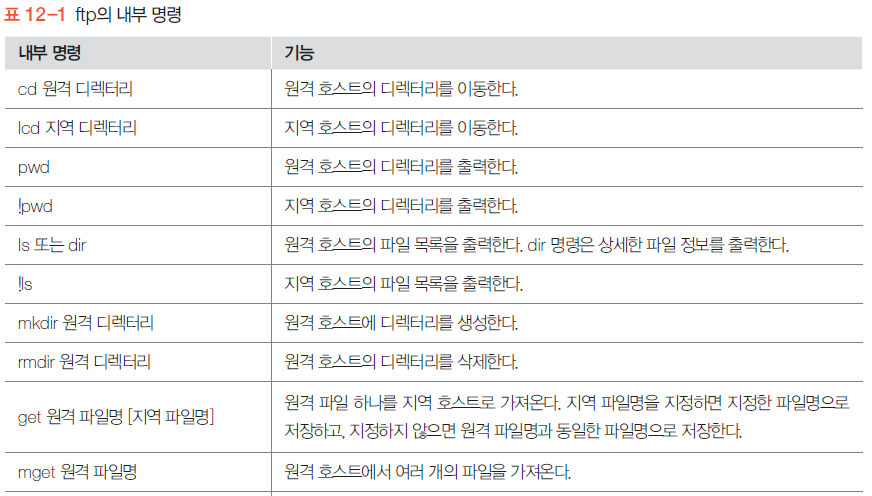 표 12-1 ftp의 내부 명령
내부 명령 기능
cd 원격 디렉터리 원격 호스트의 디렉터리를 이동한다.
lcd 지역 디렉터리 지역 호스트의 디렉터리를 이동한다.
pwd 원격 호스트의 디렉터리를 출력한다.
!pwd 지역 호스트의 디렉터리를 출력한다.
ls 또는 dir 원격 호스트의 파일 목록을 출력한다. dir 명령은 상세한 파일 정보를 출력한다.
!ls 지역 호스트의 파일 목록을 출력한다.
mkdir 원격 디렉터리 원격 호스트에 디렉터리를 생성한다.
rmdir 원격 디렉터리 원격 호스트의 디렉터리를 삭제한다.
get 원격 파일명 [지역 파일명] 원격 파일 하나를 지역 호스트로 가져온다. 지역 파일명을 지정하면 지정한 파일명으로
저장하고, 지정하지 않으면 원격 파일명과 동일한 파일명으로 저장한다.
mget 원격 파일명 원격 호스트에서 여러 개의 파일을 가져온다.